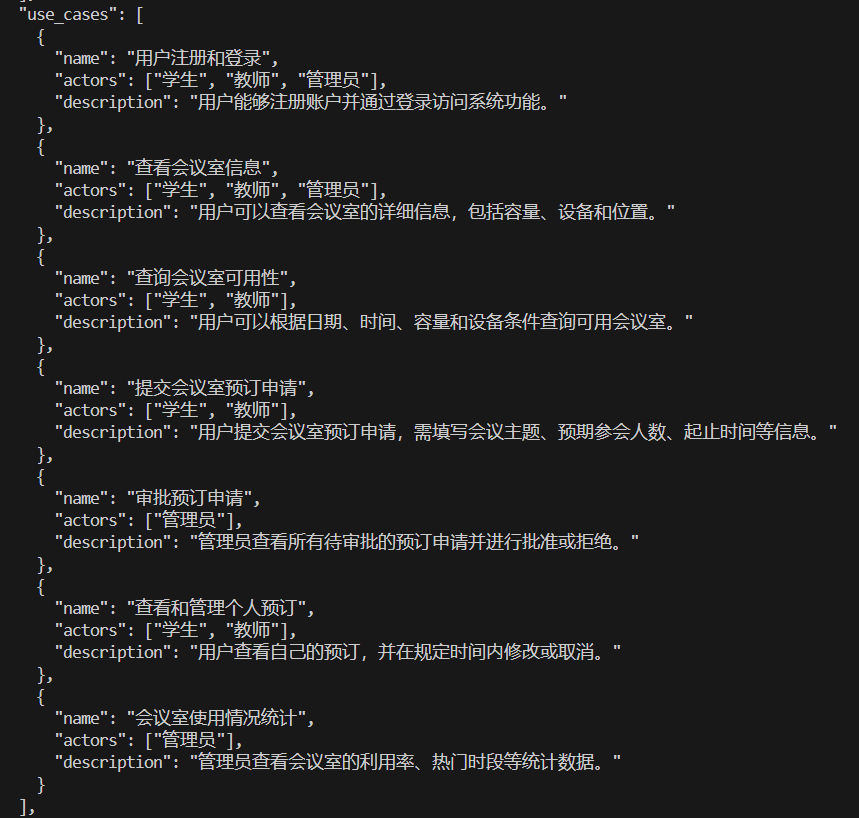 "use_cases": [
{
"name": "用户注册和登录",
"actors": ["学生", "教师", "管理员"],
"description": "用户能够注册账户并通过登录访问系统功能。"
},
{
"name": "查看会议室信息",
"actors": ["学生", "教师", "管理员"],
"description": "用户可以查看会议室的详细信息，包括容量、设备和位置。"
},
{
"name": "查询会议室可用性",
"actors": ["学生", "教师"],
"description": "用户可以根据日期、时间、容量和设备条件查询可用会议室。"
},
{
"name": "提交会议室预订申请",
"actors": ["学生", "教师"],
"description": "用户提交会议室预订申请，需填写会议主题、预期参会人数、起止时间等信息。"
},
{
"name": "审批预订申请",
"actors": ["管理员"],
"description": "管理员查看所有待审批的预订申请并进行批准或拒绝。"
},
{
"name": "查看和管理个人预订",
"actors": ["学生", "教师"],
"description": "用户查看自己的预订，并在规定时间内修改或取消。"
},
{
"name": "会议室使用情况统计",
"actors": ["管理员"],
"description": "管理员查看会议室的利用率、热门时段等统计数据。"
}
],